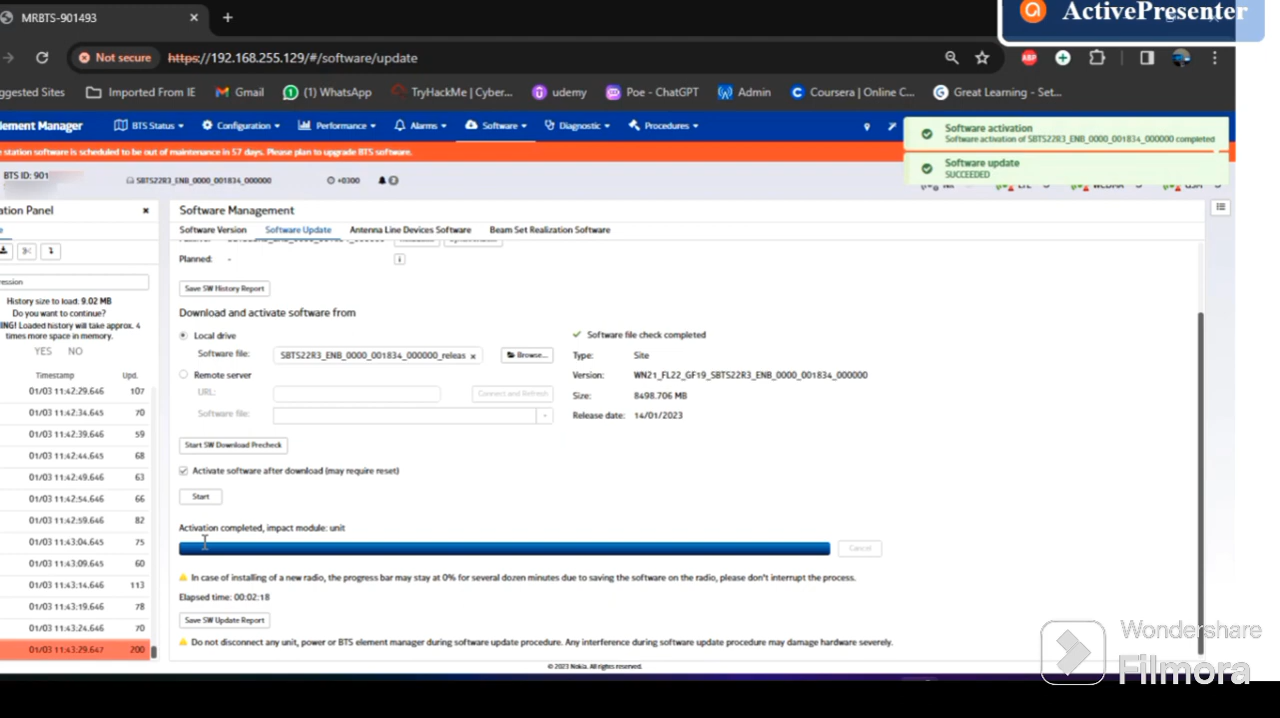 MRBTS-901493
ActivePresenter
Not secure https://192.168.255.129/#/software/update
ggested Sites Imported From IE Gmail (1) WhatsApp TryHackMe | Cyber... udemy Poe - ChatGPT Admin Coursera | Online C... Great Learning - Set...
lement Manager BTS Status Configuration Performance Alarms Software Diagnostic Procedures
e station software is scheduled to be out of maintenance in 57 days. Please plan to upgrade BTS software.
Software activation
Software activation of SBTS22R3_ENB_0000_001834_000000 completed
Software update
SUCCEEDED
BTS ID: 901
SBTS22R3_ENB_0000_001834_000000 +0300
ation Panel
Software Management
Software Version Software Update Antenna Line Devices Software Beam Set Realization Software
Planned: -
Save SW History Report
Download and activate software from
Local drive
Software file: SBTS22R3_ENB_0000_001834_000000_releas x Browse...
Remote server
URL: Connect and Refresh
Software file:
Software file check completed
Type: Site
Version: WN21_FL22_GF19_SBTS22R3_ENB_0000_001834_000000
Size: 8498.706 MB
Release date: 14/01/2023
Start SW Download Precheck
Activate software after download (may require reset)
Start
Activation completed, impact module: unit
Cancel
In case of installing of a new radio, the progress bar may stay at 0% for several dozen minutes due to saving the software on the radio, please don't interrupt the process.
Elapsed time: 00:02:18
Save SW Update Report
Do not disconnect any unit, power or BTS element manager during software update procedure. Any interference during software update procedure may damage hardware severely.
© 2023 Nokia. All rights reserved.
ression
History size to load: 9.02 MB
Do you want to continue?
NG! Loaded history will take approx. 4
times more space in memory.
YES NO
Timestamp Upd.
01/03 11:42:29.646 107
01/03 11:42:34.645 70
01/03 11:42:39.646 59
01/03 11:42:44.645 68
01/03 11:42:49.646 63
01/03 11:42:54.646 66
01/03 11:42:59.646 82
01/03 11:43:04.645 75
01/03 11:43:09.645 60
01/03 11:43:14.646 113
01/03 11:43:19.646 78
01/03 11:43:24.646 70
01/03 11:43:29.647 200
Wondershare
Filmora